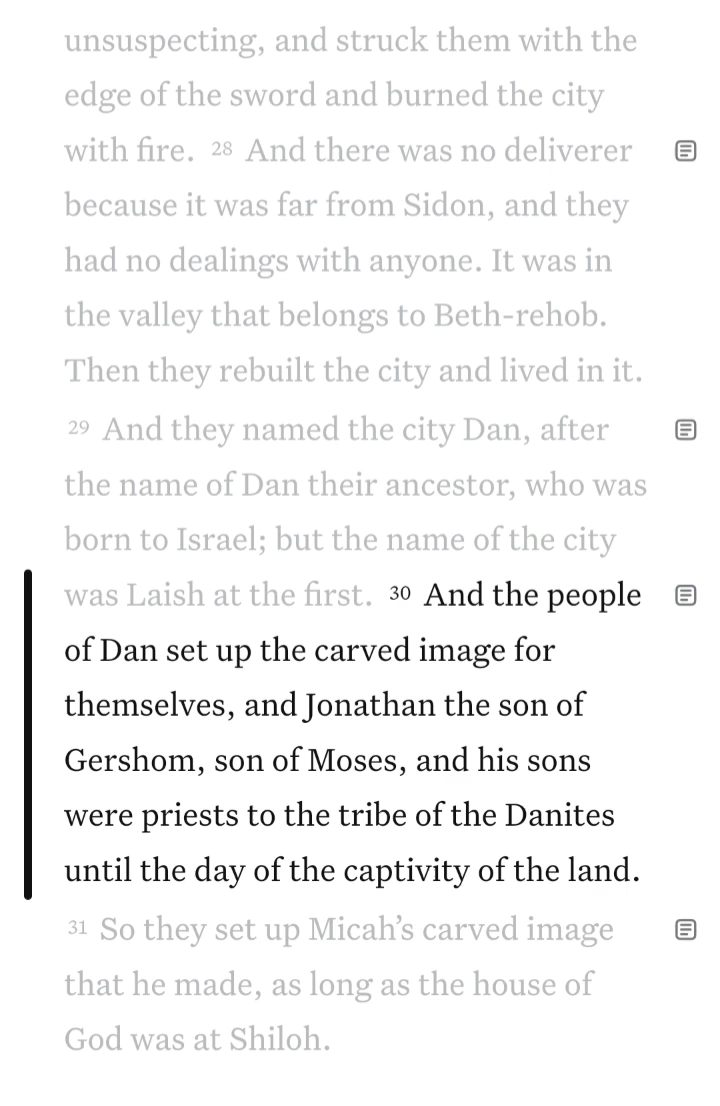 unsuspecting, and struck them with the
edge of the sword and burned the city
with fire. 28 And there was no deliverer
because it was far from Sidon, and they
had no dealings with anyone. It was in
the valley that belongs to Beth-rehob.
Then they rebuilt the city and lived in it.
29 And they named the city Dan, after
the name of Dan their ancestor, who was
born to Israel; but the name of the city
was Laish at the first. 30 And the people
of Dan set up the carved image for
themselves, and Jonathan the son of
Gershom, son of Moses, and his sons
were priests to the tribe of the Danites
until the day of the captivity of the land.
31 So they set up Micah’s carved image
that he made, as long as the house of
God was at Shiloh.